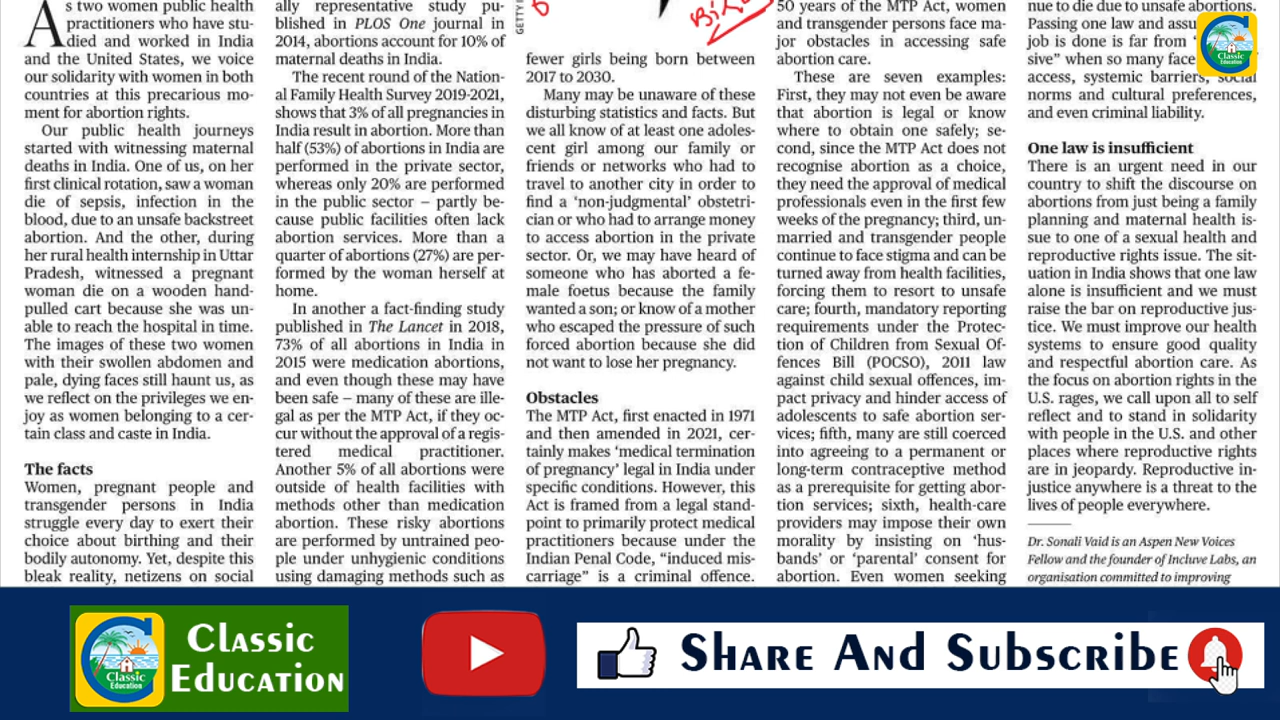 As two women public health
practitioners who have stu-
died and worked in India
and the United States, we voice
our solidarity with women in both
countries at this precarious mo-
ment for abortion rights.
Our public health journeys
started with witnessing maternal
deaths in India. One of us, on her
first clinical rotation, saw a woman
die of sepsis, infection in the
blood, due to an unsafe backstreet
abortion. And the other, during
her rural health internship in Uttar
Pradesh, witnessed a pregnant
woman die on a wooden hand-
pulled cart because she was un-
able to reach the hospital in time.
The images of these two women
with their swollen abdomen and
pale, dying faces still haunt us, as
we reflect on the privileges we en-
joy as women belonging to a cer-
tain class and caste in India.
The facts
Women, pregnant people and
transgender persons in India
struggle every day to exert their
choice about birthing and their
bodily autonomy. Yet, despite this
bleak reality, netizens on social
ally representative study pu-
blished in PLOS One journal in
2014, abortions account for 10% of
maternal deaths in India.
The recent round of the Nation-
al Family Health Survey 2019-2021,
shows that 3% of all pregnancies in
India result in abortion. More than
half (53%) of abortions in India are
performed in the private sector,
whereas only 20% are performed
in the public sector – partly be-
cause public facilities often lack
abortion services. More than a
quarter of abortions (27%) are per-
formed by the woman herself at
home.
In another a fact-finding study
published in The Lancet in 2018,
73% of all abortions in India in
2015 were medication abortions,
and even though these may have
been safe – many of these are ille-
gal as per the MTP Act, if they oc-
cur without the approval of a regis-
tered medical practitioner.
Another 5% of all abortions were
outside of health facilities with
methods other than medication
abortion. These risky abortions
are performed by untrained peo-
ple under unhygienic conditions
using damaging methods such as
GETTY
fewer girls being born between
2017 to 2030.
Many may be unaware of these
disturbing statistics and facts. But
we all know of at least one adoles-
cent girl among our family or
friends or networks who had to
travel to another city in order to
find a ‘non-judgmental’ obstetri-
cian or who had to arrange money
to access abortion in the private
sector. Or, we may have heard of
someone who has aborted a fe-
male foetus because the family
wanted a son; or know of a mother
who escaped the pressure of such
forced abortion because she did
not want to lose her pregnancy.
Obstacles
The MTP Act, first enacted in 1971
and then amended in 2021, cer-
tainly makes ‘medical termination
of pregnancy’ legal in India under
specific conditions. However, this
Act is framed from a legal stand-
point to primarily protect medical
practitioners because under the
Indian Penal Code, “induced mis-
carriage” is a criminal offence.
50 years of the MTP Act, women
and transgender persons face ma-
jor obstacles in accessing safe
abortion care.
These are seven examples:
First, they may not even be aware
that abortion is legal or know
where to obtain one safely; se-
cond, since the MTP Act does not
recognise abortion as a choice,
they need the approval of medical
professionals even in the first few
weeks of the pregnancy; third, un-
married and transgender people
continue to face stigma and can be
turned away from health facilities,
forcing them to resort to unsafe
care; fourth, mandatory reporting
requirements under the Protec-
tion of Children from Sexual Of-
fences Bill (POCSO), 2011 law
against child sexual offences, im-
pact privacy and hinder access of
adolescents to safe abortion ser-
vices; fifth, many are still coerced
into agreeing to a permanent or
long-term contraceptive method
as a prerequisite for getting abor-
tion services; sixth, health-care
providers may impose their own
morality by insisting on ‘hus-
bands’ or ‘parental’ consent for
abortion. Even women seeking
nue to die due to unsafe abortions.
Passing one law and assu
job is done is far from
sive” when so many face
access, systemic barriers, social
norms and cultural preferences,
and even criminal liability.
One law is insufficient
There is an urgent need in our
country to shift the discourse on
abortions from just being a family
planning and maternal health is-
sue to one of a sexual health and
reproductive rights issue. The sit-
uation in India shows that one law
alone is insufficient and we must
raise the bar on reproductive jus-
tice. We must improve our health
systems to ensure good quality
and respectful abortion care. As
the focus on abortion rights in the
U.S. rages, we call upon all to self
reflect and to stand in solidarity
with people in the U.S. and other
places where reproductive rights
are in jeopardy. Reproductive in-
justice anywhere is a threat to the
lives of people everywhere.
Dr. Sonali Vaid is an Aspen New Voices
Fellow and the founder of Incluve Labs, an
organisation committed to improving
Classic
Education
Classic
Education
Classic
Education
Share And Subscribe